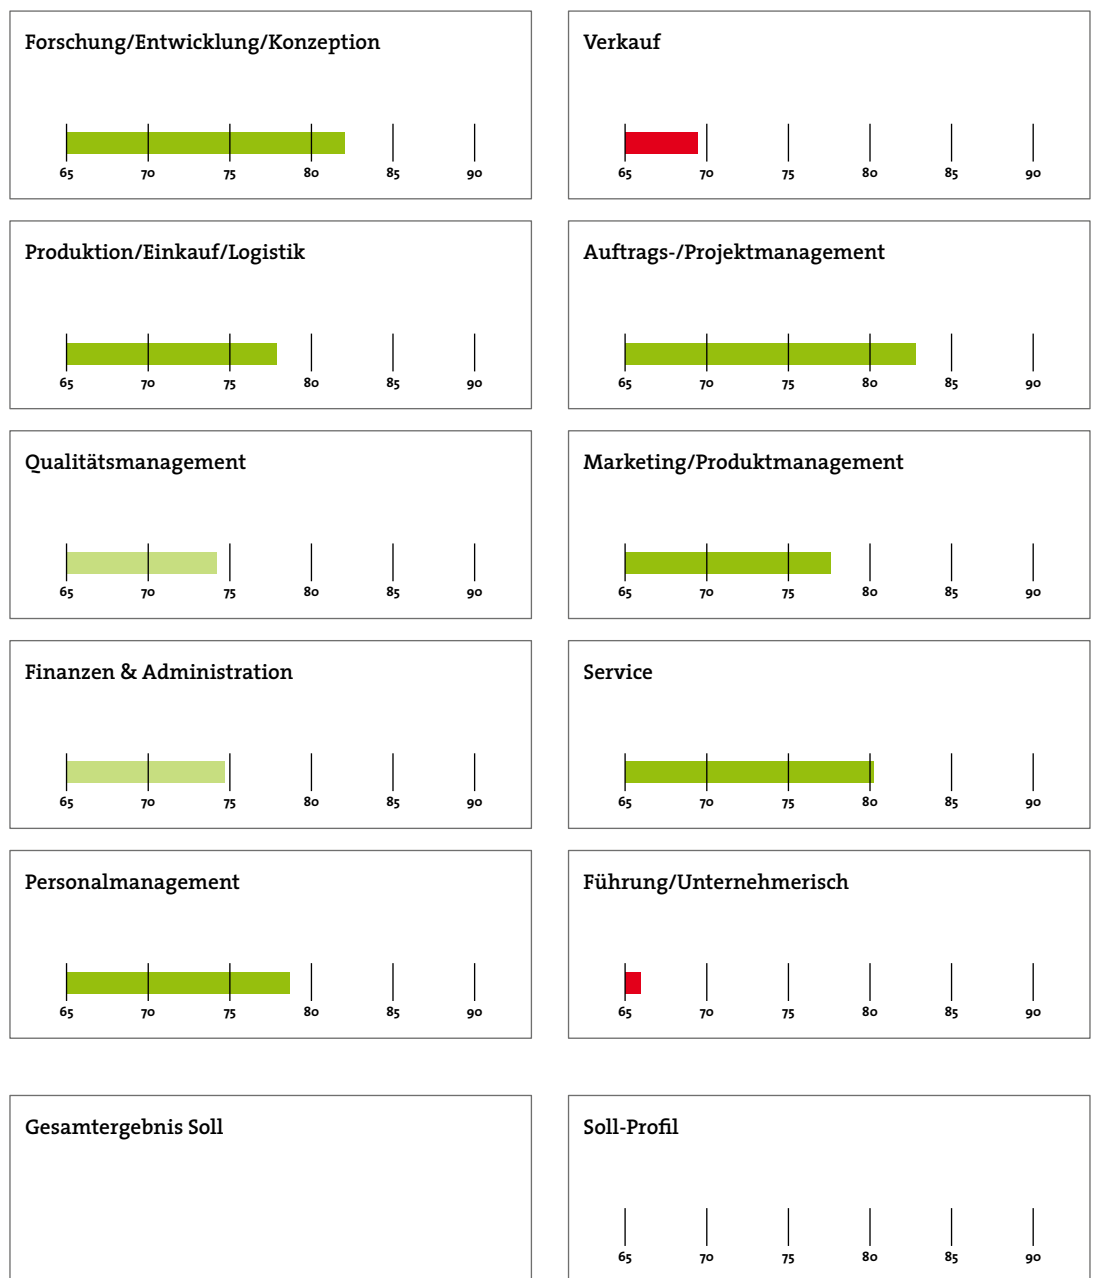 Forschung/Entwicklung/Konzeption
65 70 75 80 85 90
Verkauf
65 70 75 80 85 90
Produktion/Einkauf/Logistik
65 70 75 80 85 90
Auftrags-/Projektmanagement
65 70 75 80 85 90
Qualitätsmanagement
65 70 75 80 85 90
Marketing/Produktmanagement
65 70 75 80 85 90
Finanzen & Administration
65 70 75 80 85 90
Service
65 70 75 80 85 90
Personalmanagement
65 70 75 80 85 90
Führung/Unternehmerisch
65 70 75 80 85 90
Gesamtergebnis Soll
Soll-Profil
65 70 75 80 85 90